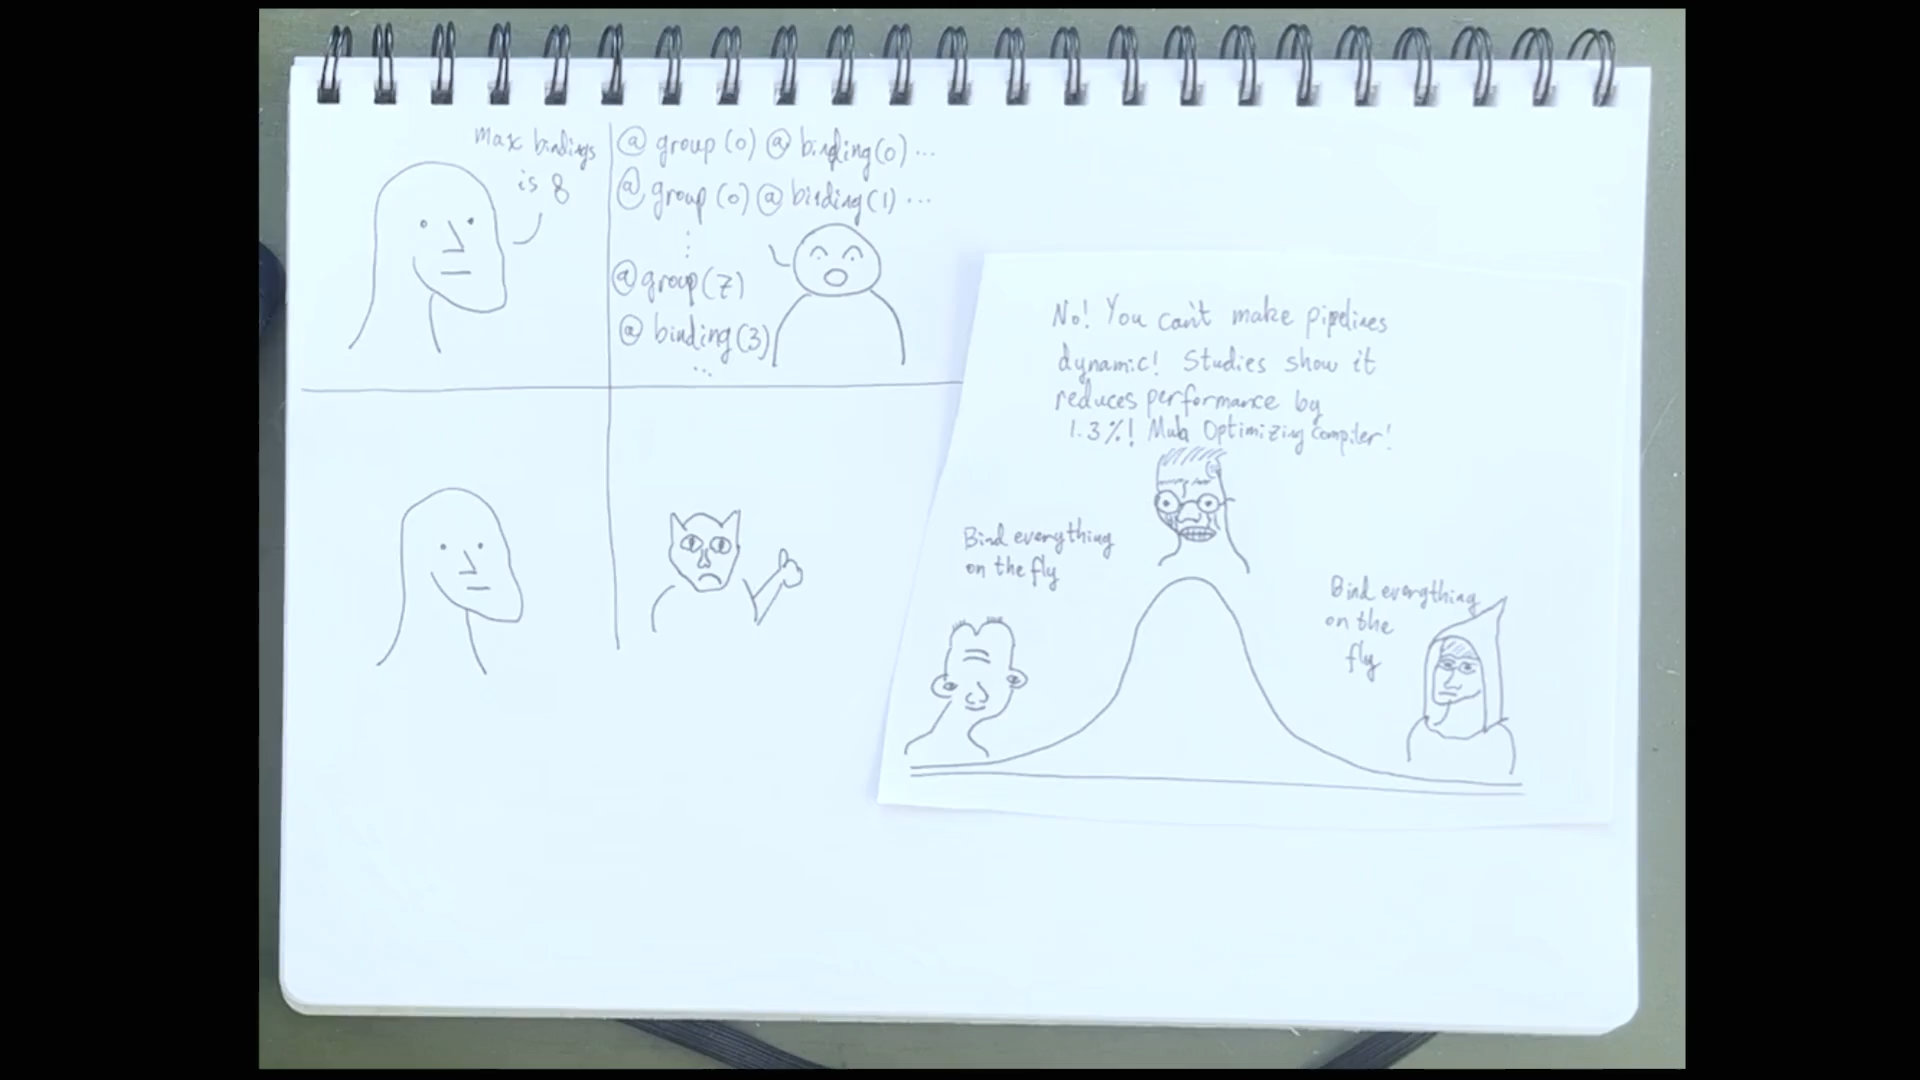 Max bindings
is 8
@ group (0) @ binding(0) ...
@ group (0) @ binding(1) ...
⋮
@ group(7)
@ binding(3)
...
No! You can't make pipelines
dynamic! Studies show it
reduces performance by
1.3%! Muh Optimizing Compiler!
Bind everything
on the fly
Bind everything
on the
fly